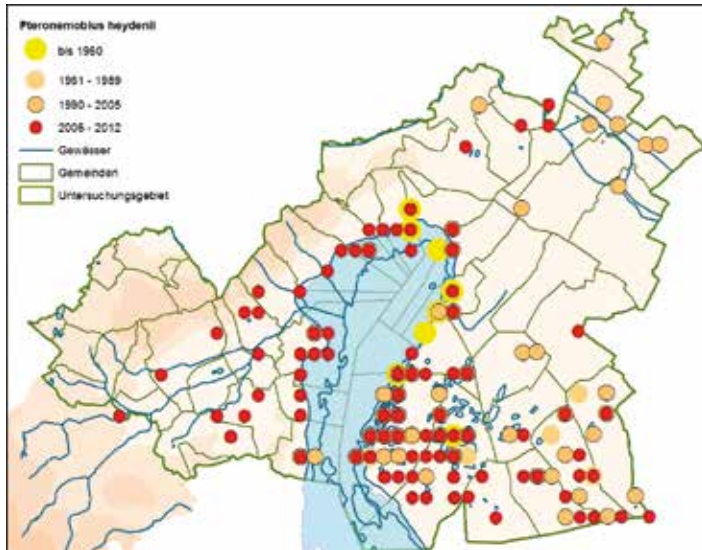 Pteronemobius heydenii
bis 1960
1961 - 1989
1990 - 2005
2006 - 2012
Gewässer
Gemeinden
Untersuchungsgebiet